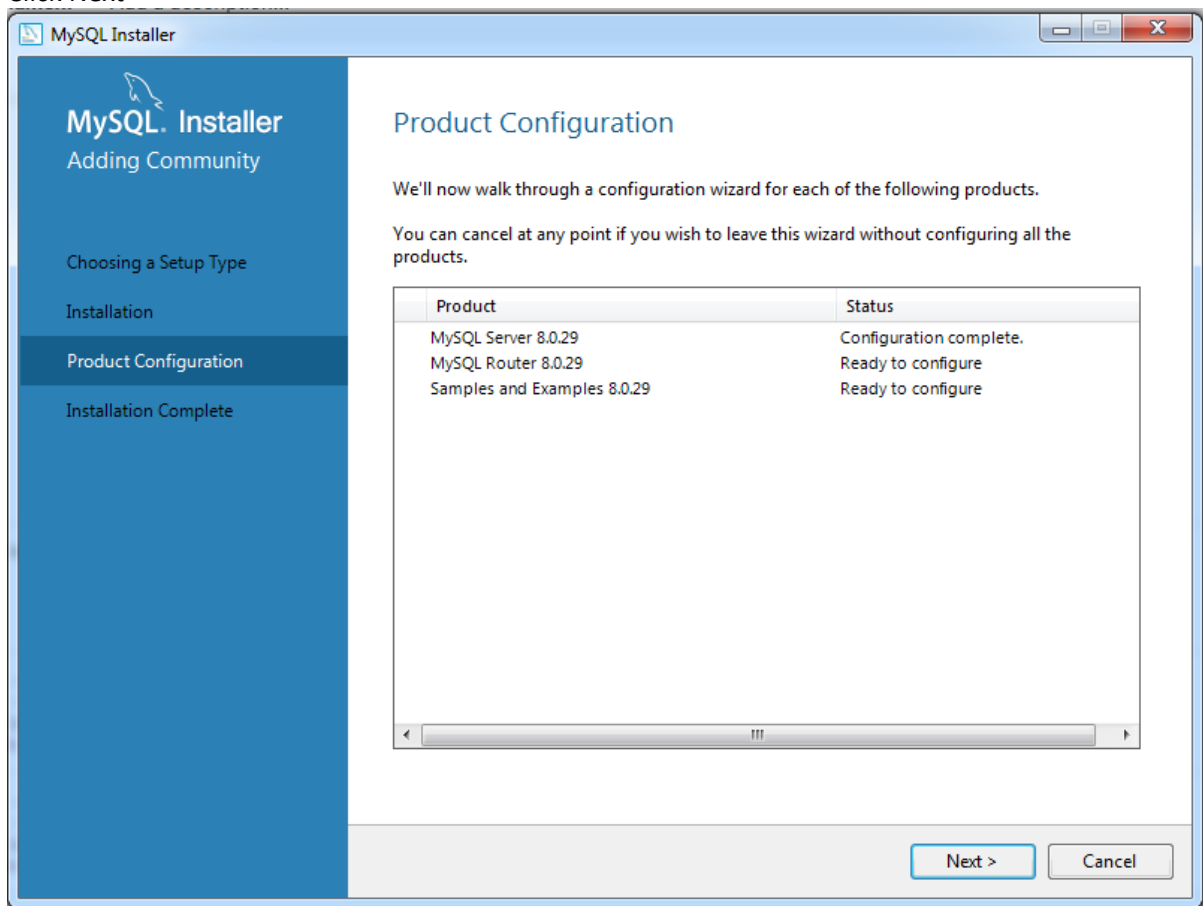 MySQL Installer
MySQL. Installer
Adding Community
Choosing a Setup Type
Installation
Product Configuration
Installation Complete
Product Configuration
We'll now walk through a configuration wizard for each of the following products.
You can cancel at any point if you wish to leave this wizard without configuring all the
products.
Product Status
MySQL Server 8.0.29 Configuration complete.
MySQL Router 8.0.29 Ready to configure
Samples and Examples 8.0.29 Ready to configure
Next > Cancel